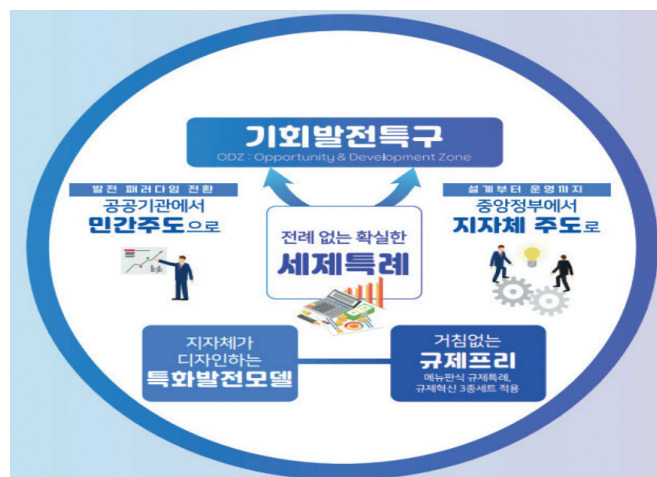 기회발전특구
ODZ : Opportunity & Development Zone
발전 패러다임 전환
공공기관에서
민간주도으로
설계부터 운영까지
중앙정부에서
지자체 주도로
전례 없는 확실한
세제특례
지자체가
디자인하는
특화발전모델
거침없는
규제프리
메뉴판식 규제특례,
규제혁신 3종세트 적용